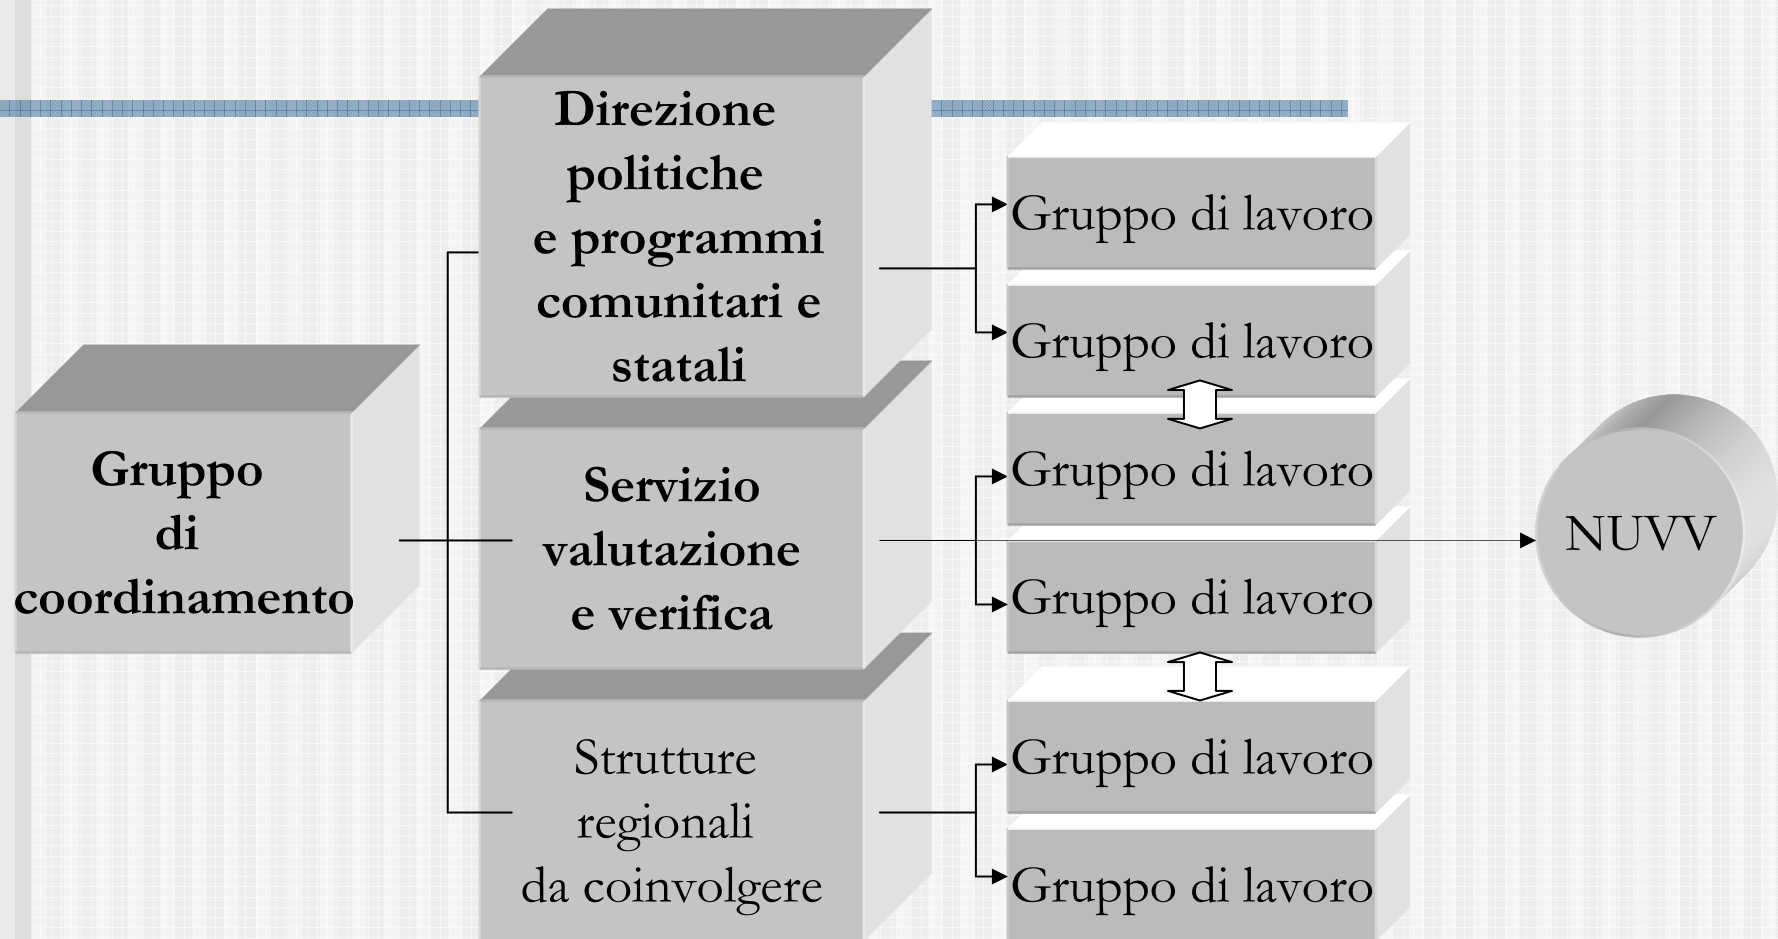 Direzione
politiche
e programmi
comunitari e
statali
Gruppo
di
coordinamento
Servizio
valutazione
e verifica
Strutture
regionali
da coinvolgere
Gruppo di lavoro
Gruppo di lavoro
Gruppo di lavoro
Gruppo di lavoro
Gruppo di lavoro
Gruppo di lavoro
NUVV